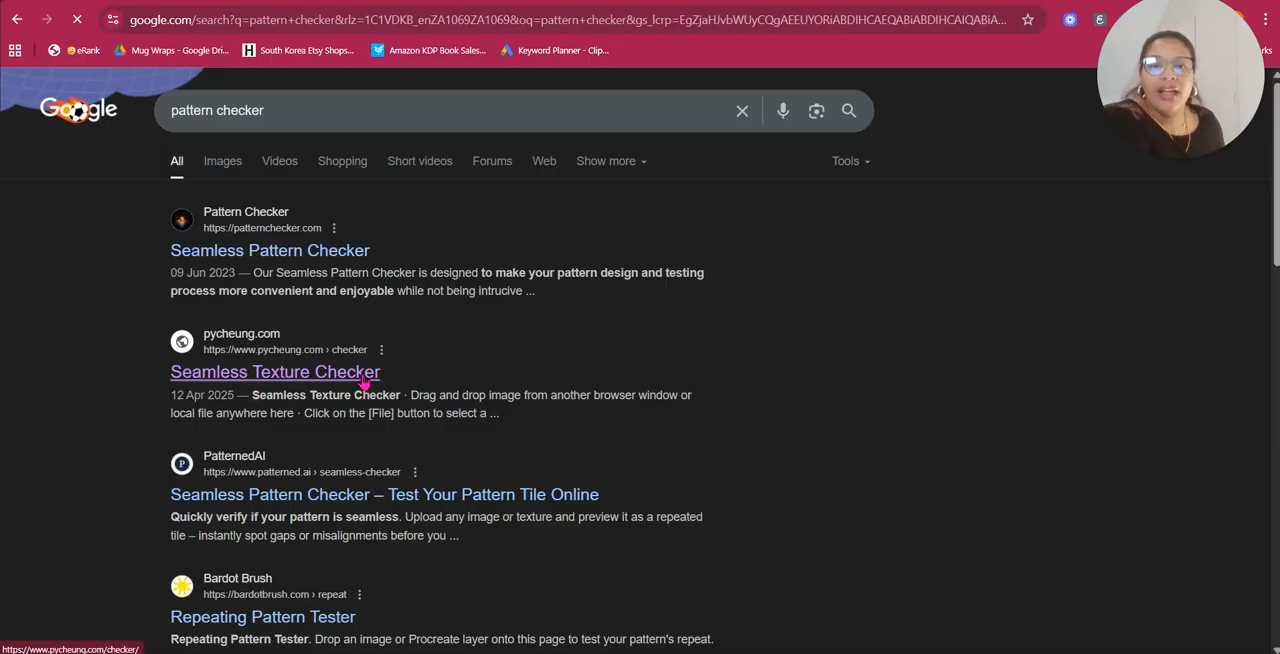 google.com/search?q=pattern+checker&rlz=1C1VDKB_enZA1069ZA1069&oq=pattern+checker&gs_lcrp=EgZjaHJvbWUyCQgAEEUYORiABDIHCAEQABiABDIHCAIQABiA...
eRank
Mug Wraps - Google Dri...
South Korea Etsy Shops...
Amazon KDP Book Sales...
Keyword Planner - Clip...
Google
pattern checker
All
Images
Videos
Shopping
Short videos
Forums
Web
Show more
Tools
Pattern Checker
https://patternchecker.com
Seamless Pattern Checker
09 Jun 2023 — Our Seamless Pattern Checker is designed to make your pattern design and testing
process more convenient and enjoyable while not being intrucive ...
pycheung.com
https://www.pycheung.com › checker
Seamless Texture Checker
12 Apr 2025 — Seamless Texture Checker · Drag and drop image from another browser window or
local file anywhere here · Click on the [File] button to select a ...
PatternedAI
https://www.patterned.ai › seamless-checker
Seamless Pattern Checker – Test Your Pattern Tile Online
Quickly verify if your pattern is seamless. Upload any image or texture and preview it as a repeated
tile – instantly spot gaps or misalignments before you ...
Bardot Brush
https://bardotbrush.com › repeat
Repeating Pattern Tester
Repeating Pattern Tester. Drop an image or Procreate layer onto this page to test your pattern's repeat.
https://www.pycheung.com/checker/